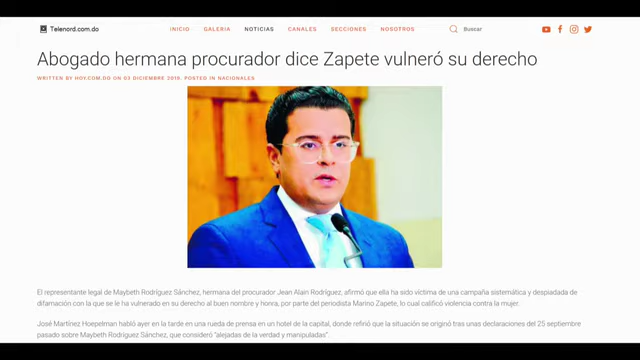 Telenord.com.do
INICIO GALERIA NOTICIAS CANALES SECCIONES NOSOTROS
Buscar
Abogado hermana procurador dice Zapete vulneró su derecho
WRITTEN BY HOY.COM.DO ON 03 DICIEMBRE 2019. POSTED IN NACIONALES
El representante legal de Maybeth Rodríguez Sánchez, hermana del procurador Jean Alain Rodríguez, afirmó que ella ha sido víctima de una campaña sistemática y despiadada de
difamación con la que se le ha vulnerado en su derecho al buen nombre y honra, por parte del periodista Marino Zapete, lo cual calificó violencia contra la mujer.
José Martínez Hoepelman habló ayer en la tarde en una rueda de prensa en un hotel de la capital, donde refirió que la situación se originó tras unas declaraciones del 25 septiembre
pasado sobre Maybeth Rodríguez Sánchez, que consideró "alejadas de la verdad y manipuladas".